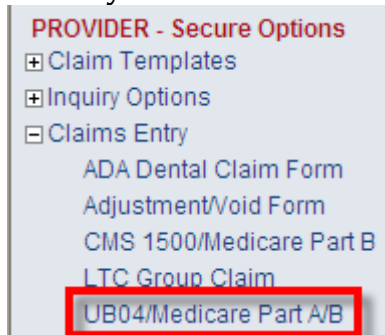 PROVIDER - Secure Options
Claim Templates
Inquiry Options
Claims Entry
ADA Dental Claim Form
Adjustment/Void Form
CMS 1500/Medicare Part B
LTC Group Claim
UB04/Medicare Part A/B